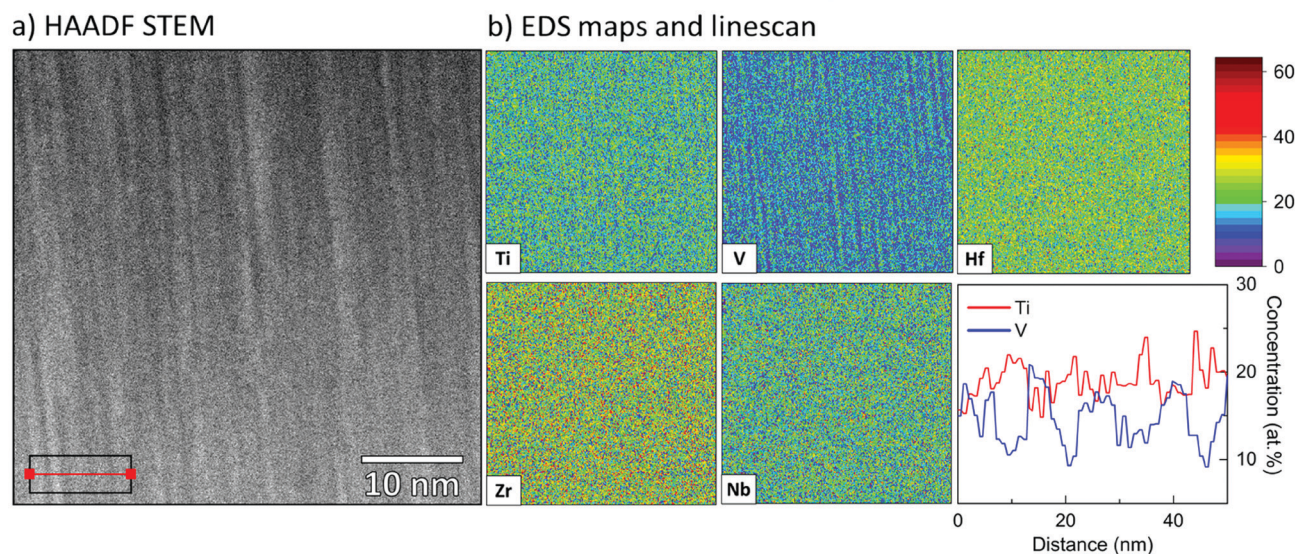 a) HAADF STEM
b) EDS maps and linescan
10 nm
Ti
V
Hf
60
40
20
0
Zr
Nb
Ti
V
30
20
10
Concentration (at.%)
0
20
40
Distance (nm)